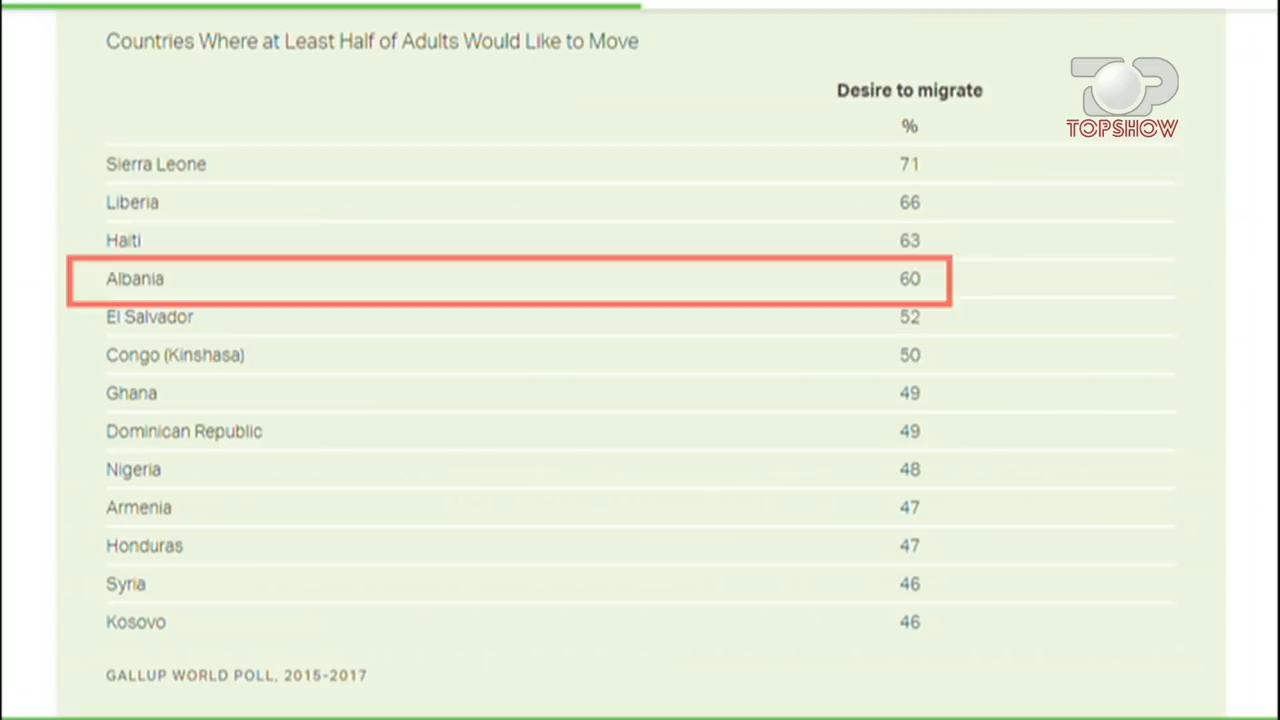 Countries Where at Least Half of Adults Would Like to Move
Desire to migrate
%
TOPSHOW
Sierra Leone 71
Liberia 66
Haiti 63
Albania 60
El Salvador 52
Congo (Kinshasa) 50
Ghana 49
Dominican Republic 49
Nigeria 48
Armenia 47
Honduras 47
Syria 46
Kosovo 46
GALLUP WORLD POLL, 2015-2017